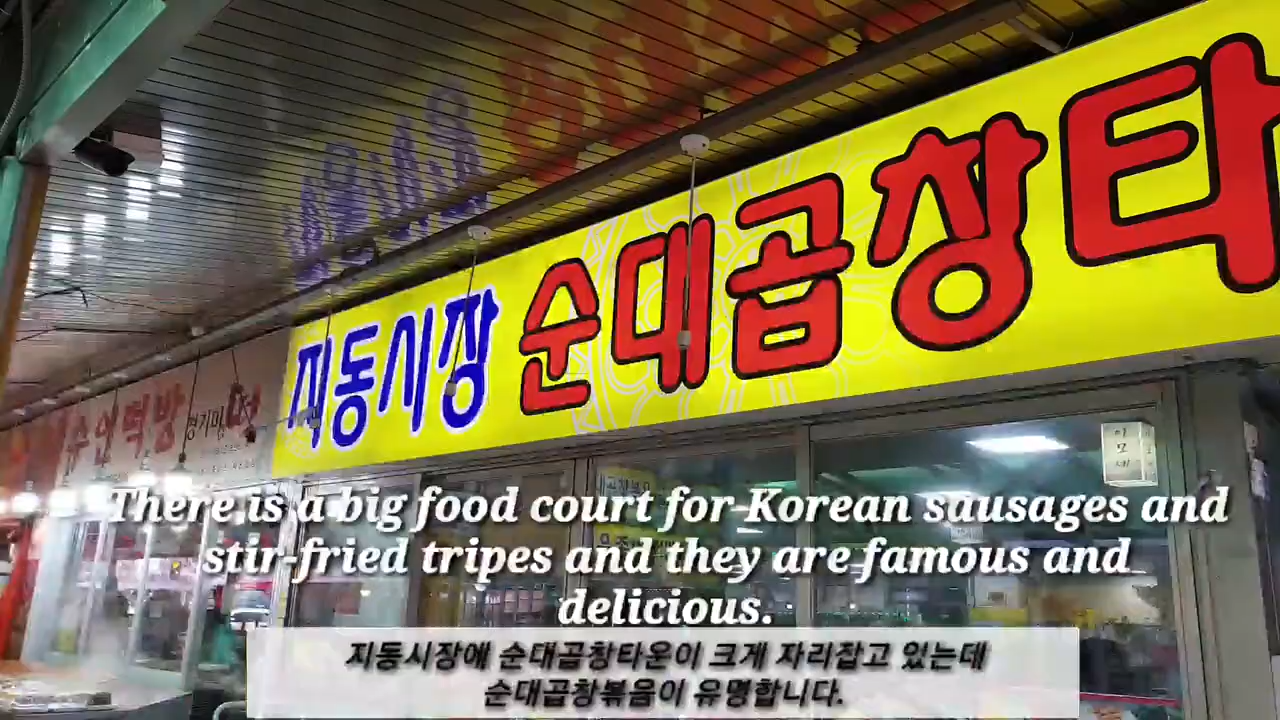 지동시장 순대곱창타
떡방
There is a big food court for Korean sausages and
stir-fried tripes and they are famous and
delicious.
지동시장에 순대곱창타운이 크게 자리잡고 있는데
순대곱창볶음이 유명합니다.